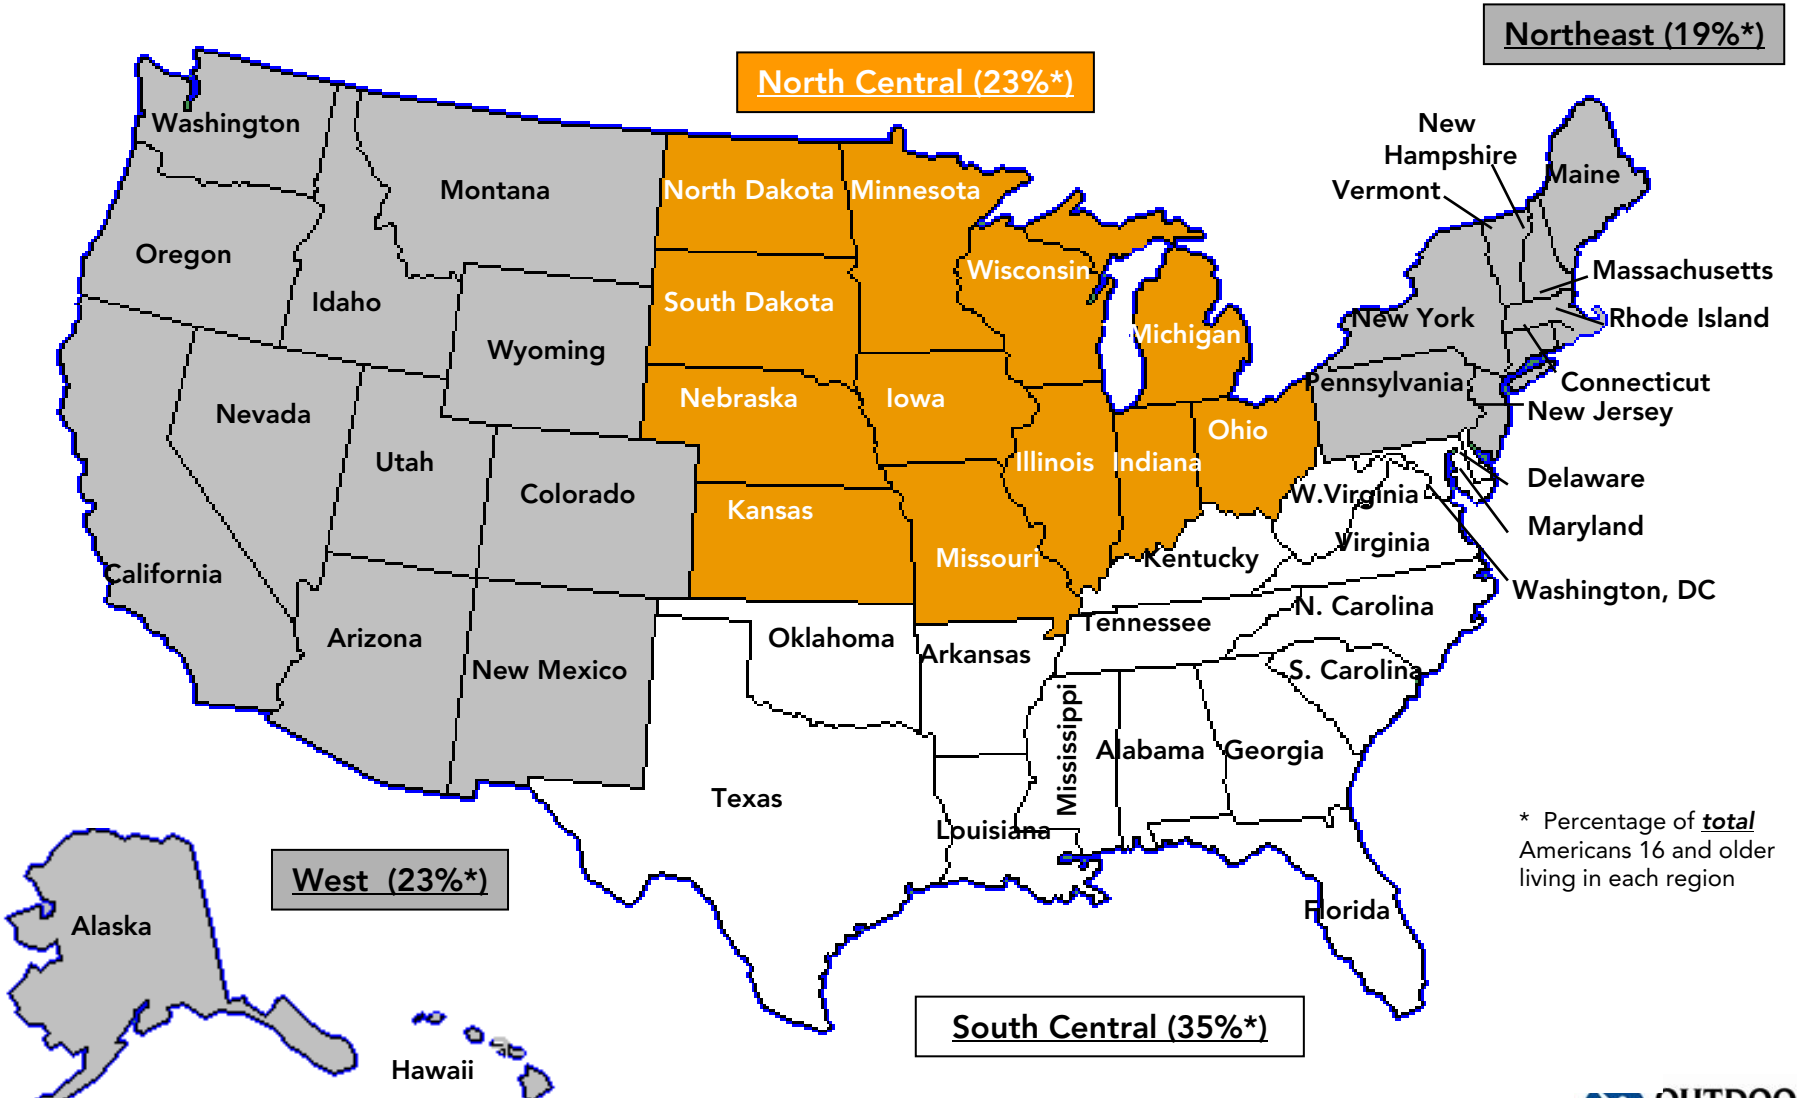 Northeast (19%*)
North Central (23%*)
New
Hampshire
Vermont
Maine
Washington
Montana
North Dakota
Minnesota
Oregon
Idaho
Wisconsin
Massachusetts
South Dakota
Michigan
New York
Rhode Island
Wyoming
Nebraska
Iowa
Pennsylvania
Connecticut
New Jersey
Nevada
Utah
Colorado
Kansas
Illinois
Indiana
Ohio
W.Virginia
Delaware
Maryland
Virginia
Washington, DC
California
Missouri
Kentucky
N. Carolina
Tennessee
Arizona
New Mexico
Oklahoma
Arkansas
S. Carolina
Mississippi
Alabama
Georgia
Texas
Louisiana
Florida
* Percentage of total
Americans 16 and older
living in each region
West (23%*)
Alaska
Hawaii
South Central (35%*)